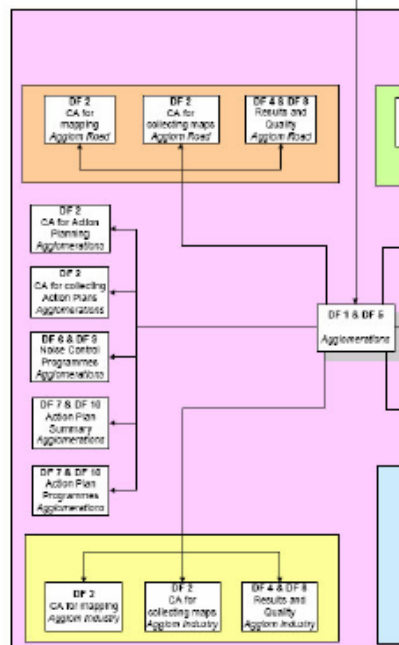 DF 2
CA for
mapping
Agglom Road
DF 2
CA for
collecting maps
Agglom Road
DF 4 & DF 8
Results and
Quality
Agglom Road
DF 2
CA for Action
Planning
Agglomerations
DF 2
CA for collecting
Action Plans
Agglomerations
DF 6 & DF 9
Noise Control
Programmes
Agglomerations
DF 7 & DF 10
Action Plan
Summary
Agglomerations
DF 7 & DF 10
Action Plan
Programmes
Agglomerations
DF 1 & DF 5
Agglomerations
DF 2
CA for mapping
Agglom Industry
DF 2
CA for
collecting maps
Agglom Industry
DF 4 & DF 8
Results and
Quality
Agglom Industry